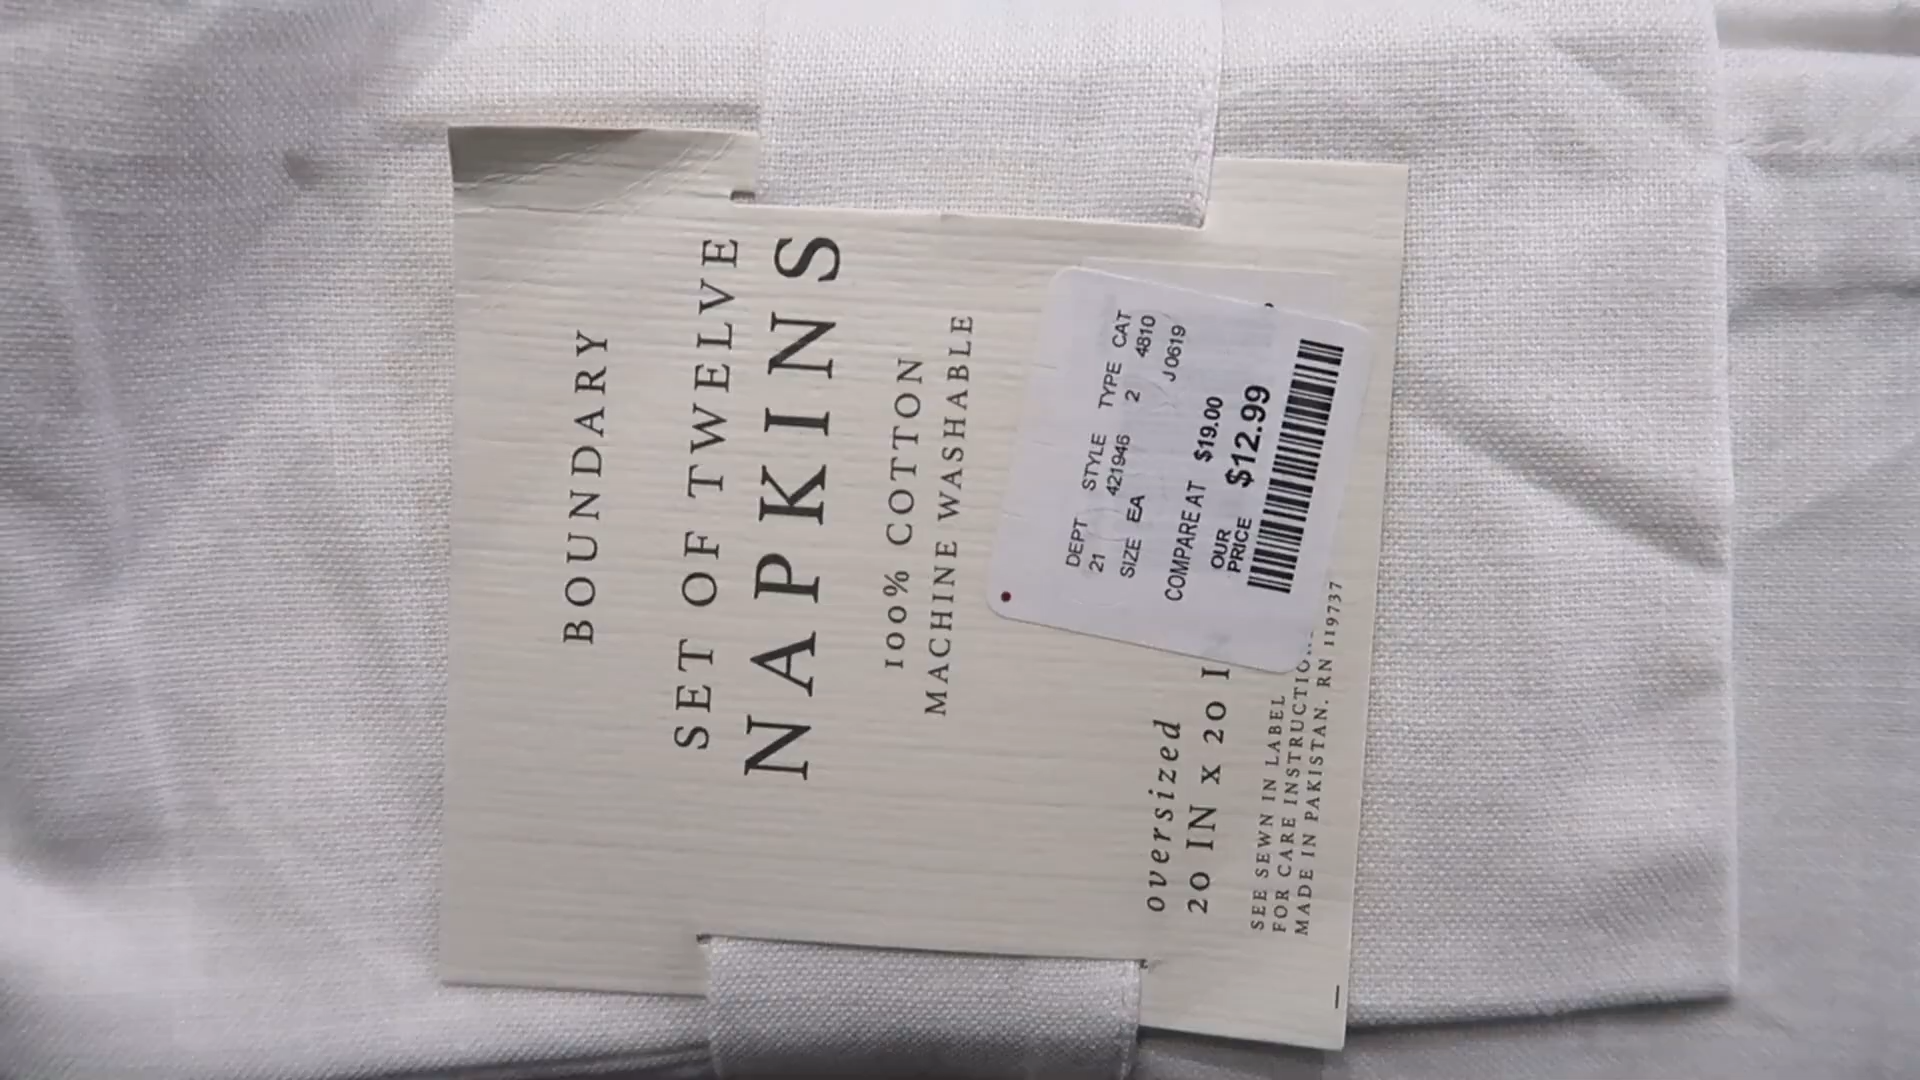 BOUNDARY
SET OF TWELVE
NAPKINS
100% COTTON
MACHINE WASHABLE
DEPT STYLE TYPE CAT
21 421946 2 4810
SIZE EA J0619
COMPARE AT $19.00
OUR
PRICE $12.99
oversized
20 IN X 20 I
SEE SEWN IN LABEL
FOR CARE INSTRUCTIO
MADE IN PAKISTAN. RN 119737